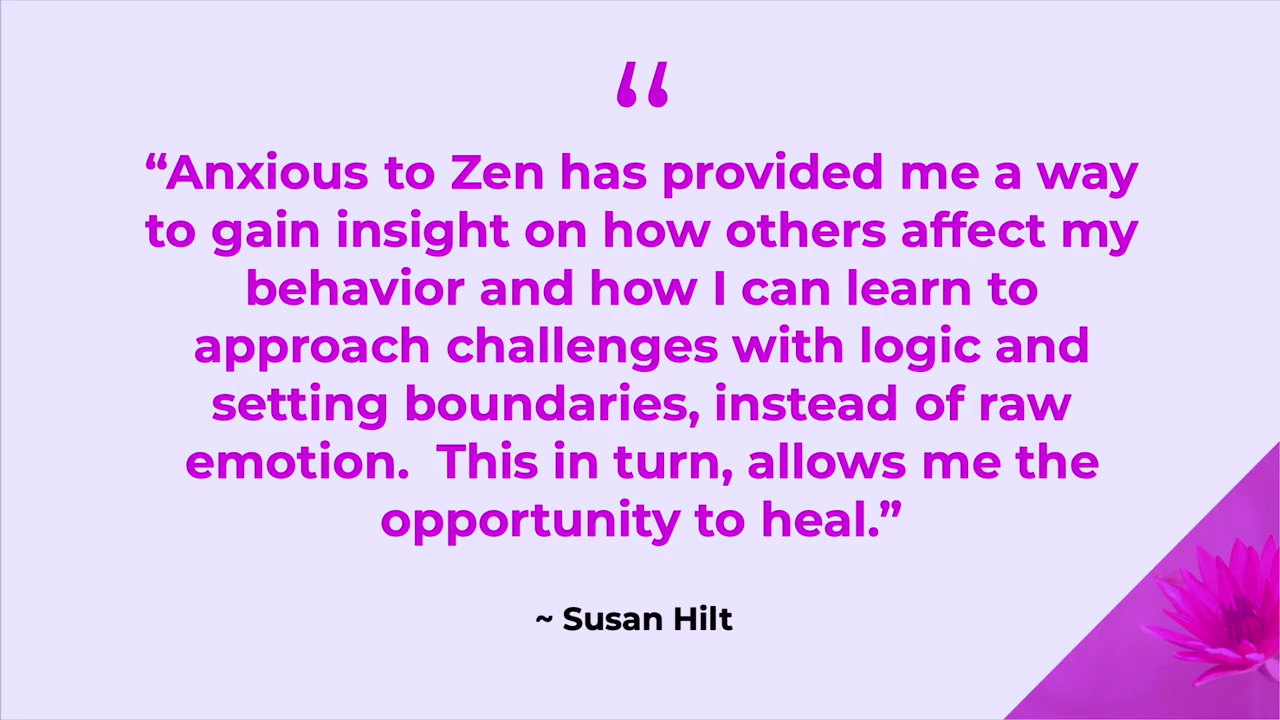 “
“Anxious to Zen has provided me a way
to gain insight on how others affect my
behavior and how I can learn to
approach challenges with logic and
setting boundaries, instead of raw
emotion.  This in turn, allows me the
opportunity to heal.”
~ Susan Hilt